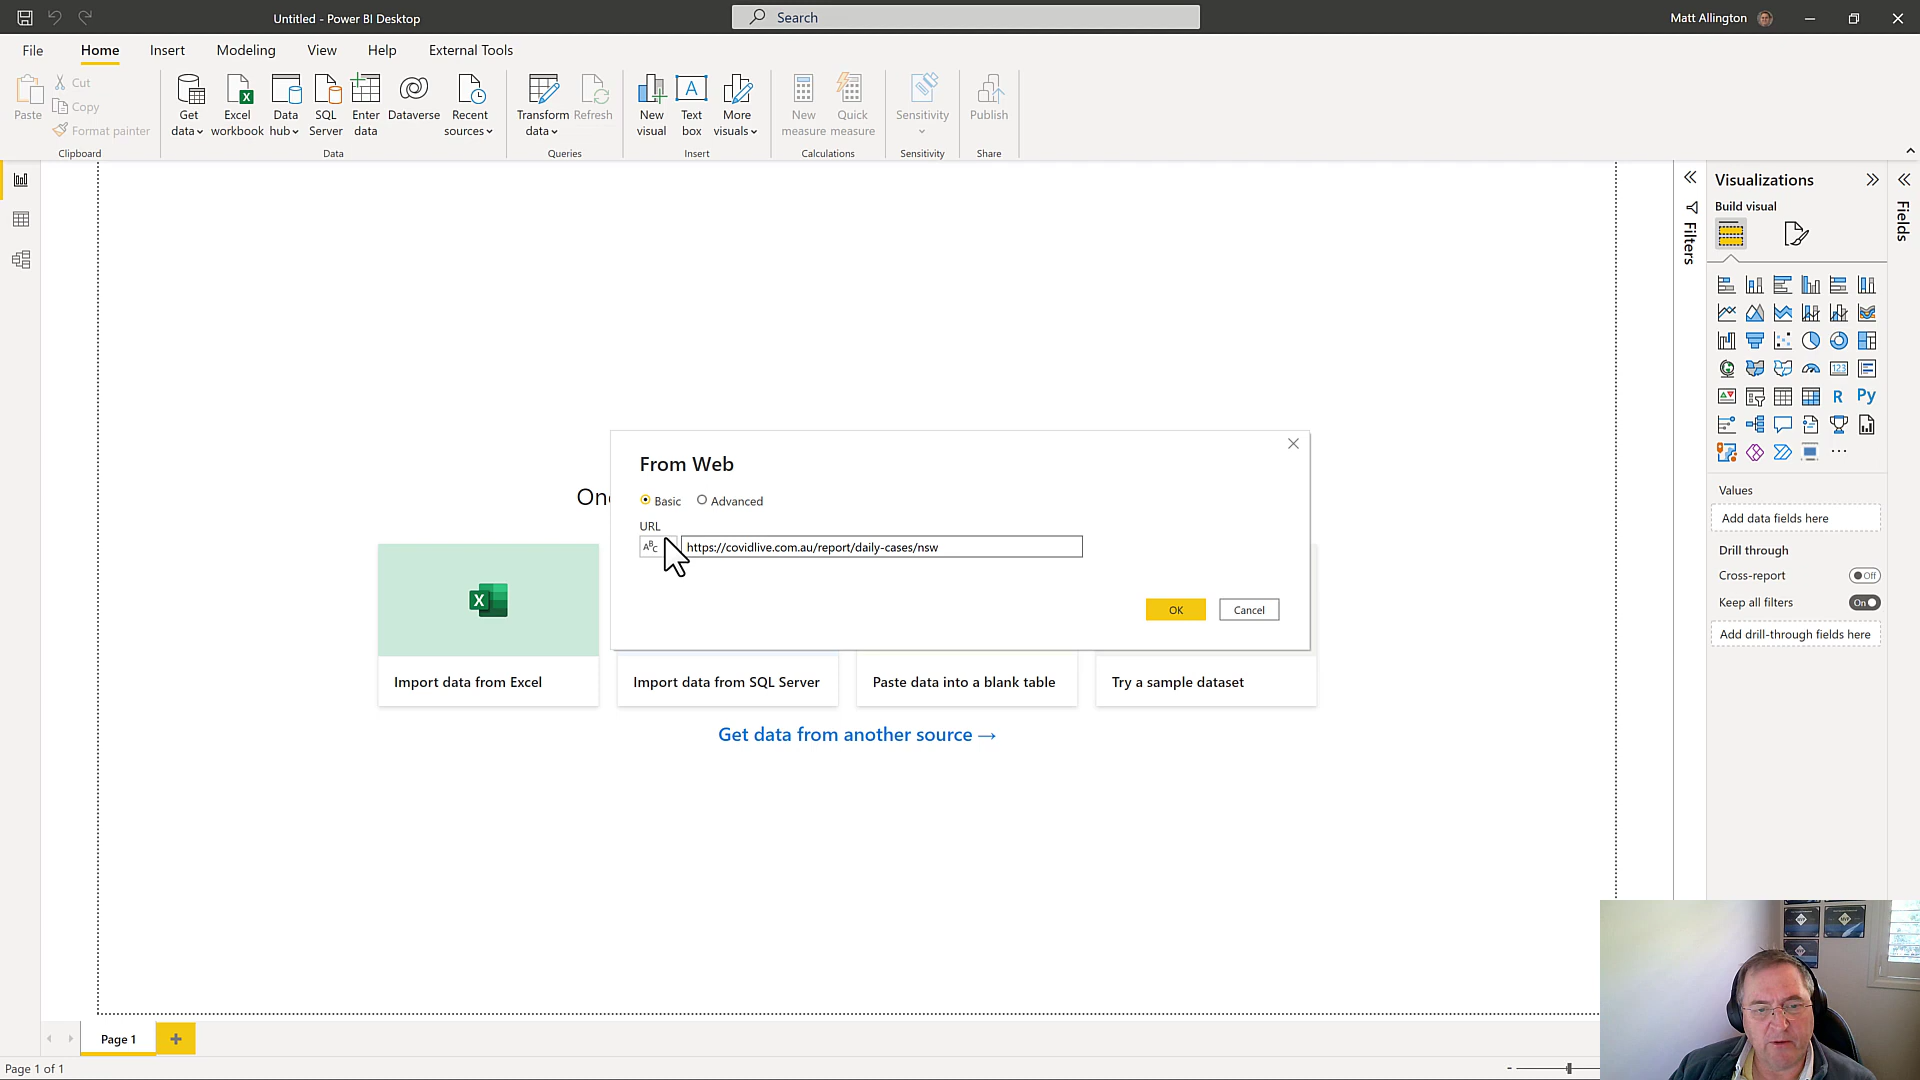 Untitled - Power BI Desktop
Search
Matt Allington
File
Home
Insert
Modeling
View
Help
External Tools
Paste
Cut
Copy
Format painter
Clipboard
Get data
Excel workbook
Data hub
SQL Server
Enter data
Dataverse
Recent sources
Data
Transform data
Refresh
Queries
New visual
Text box
More visuals
Insert
New measure
Quick measure
Calculations
Sensitivity
Sensitivity
Publish
Share
Filters
Visualizations
Build visual
Fields
R
Py
123
Values
Add data fields here
Drill through
Cross-report
Off
Keep all filters
On
Add drill-through fields here
From Web
Basic
Advanced
URL
ABC
https://covidlive.com.au/report/daily-cases/nsw
OK
Cancel
Import data from Excel
Import data from SQL Server
Paste data into a blank table
Try a sample dataset
Get data from another source →
Page 1
Page 1 of 1